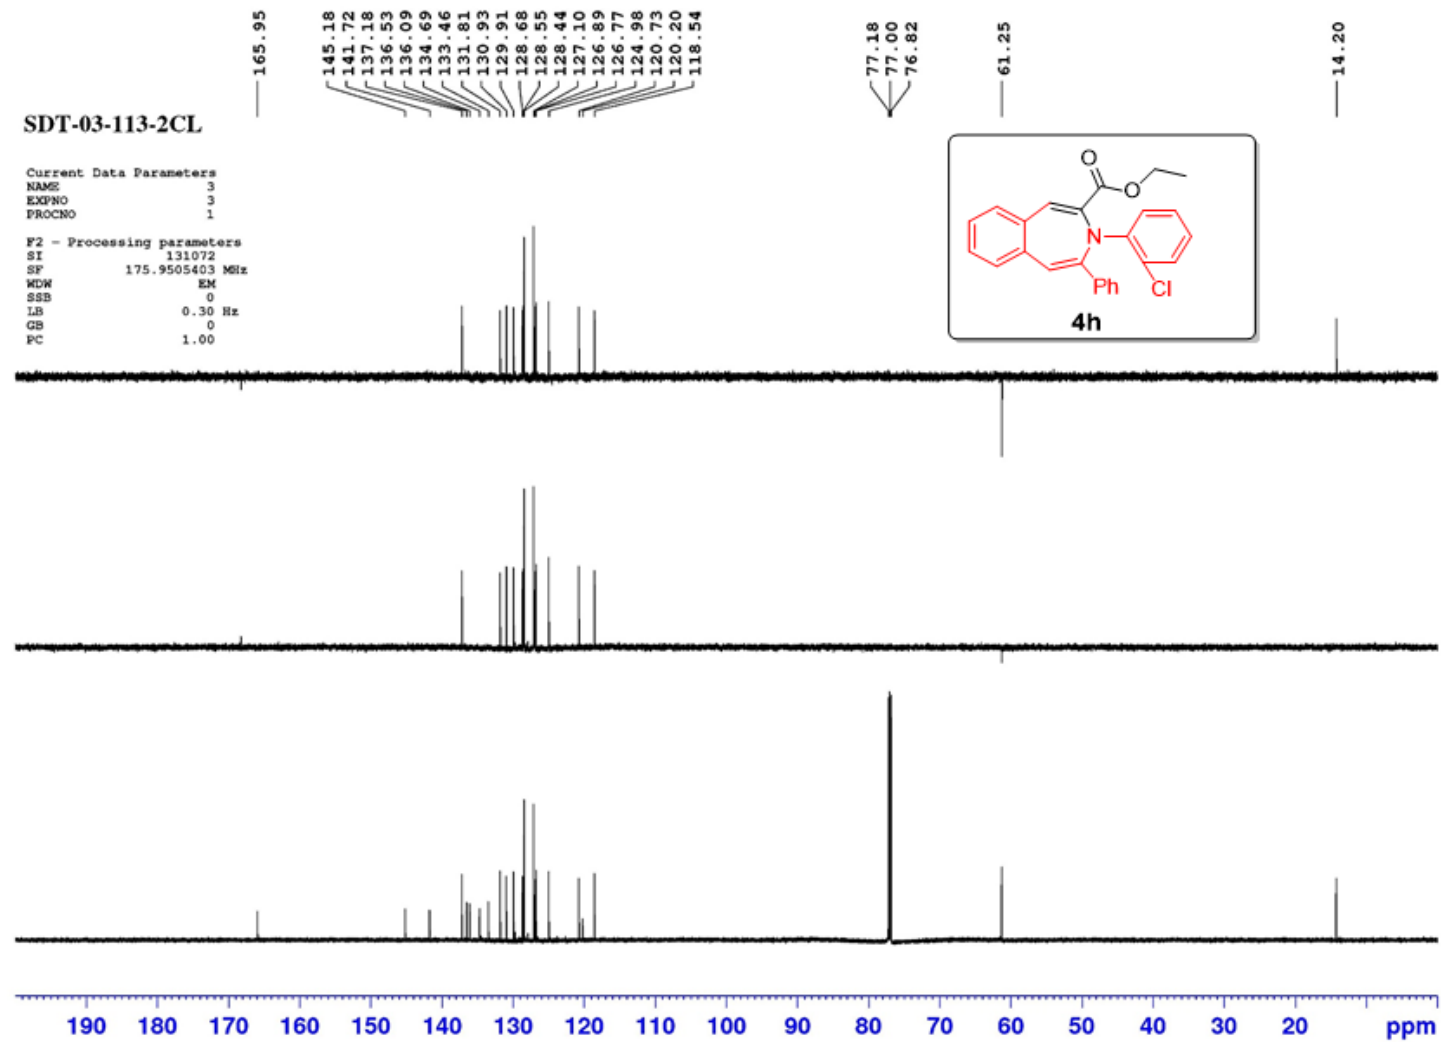 165.95
145.18
141.72
137.18
136.53
136.09
134.69
133.46
131.81
130.93
129.91
128.68
128.55
128.44
127.10
126.89
126.77
124.98
120.73
120.20
118.54
77.18
77.00
76.82
61.25
14.20
SDT-03-113-2CL
Current Data Parameters
NAME 3
EXPNO 3
PROCNO 1
F2 - Processing parameters
SI 131072
SF 175.9505403 MHz
WDW EM
SSB 0
LB 0.30 Hz
GB 0
PC 1.00
O
O
N
Ph
Cl
4h
190 180 170 160 150 140 130 120 110 100 90 80 70 60 50 40 30 20 ppm